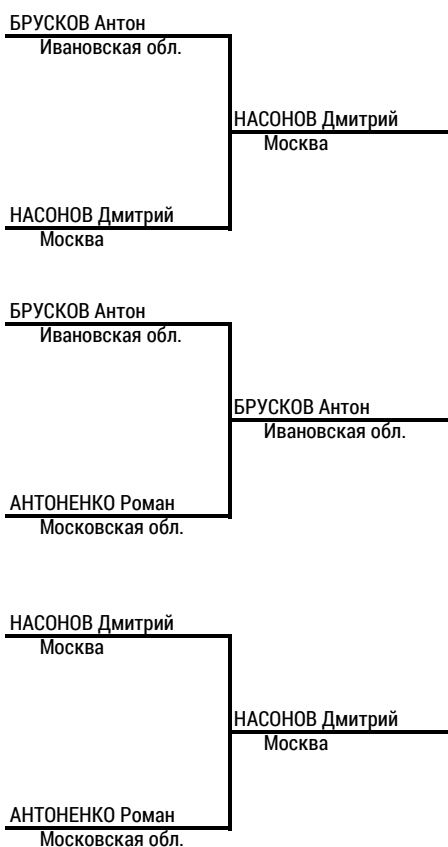 БРУСКОВ Антон
Ивановская обл.
НАСОНОВ Дмитрий
Москва
НАСОНОВ Дмитрий
Москва
БРУСКОВ Антон
Ивановская обл.
БРУСКОВ Антон
Ивановская обл.
АНТОНЕНКО Роман
Московская обл.
НАСОНОВ Дмитрий
Москва
НАСОНОВ Дмитрий
Москва
АНТОНЕНКО Роман
Московская обл.